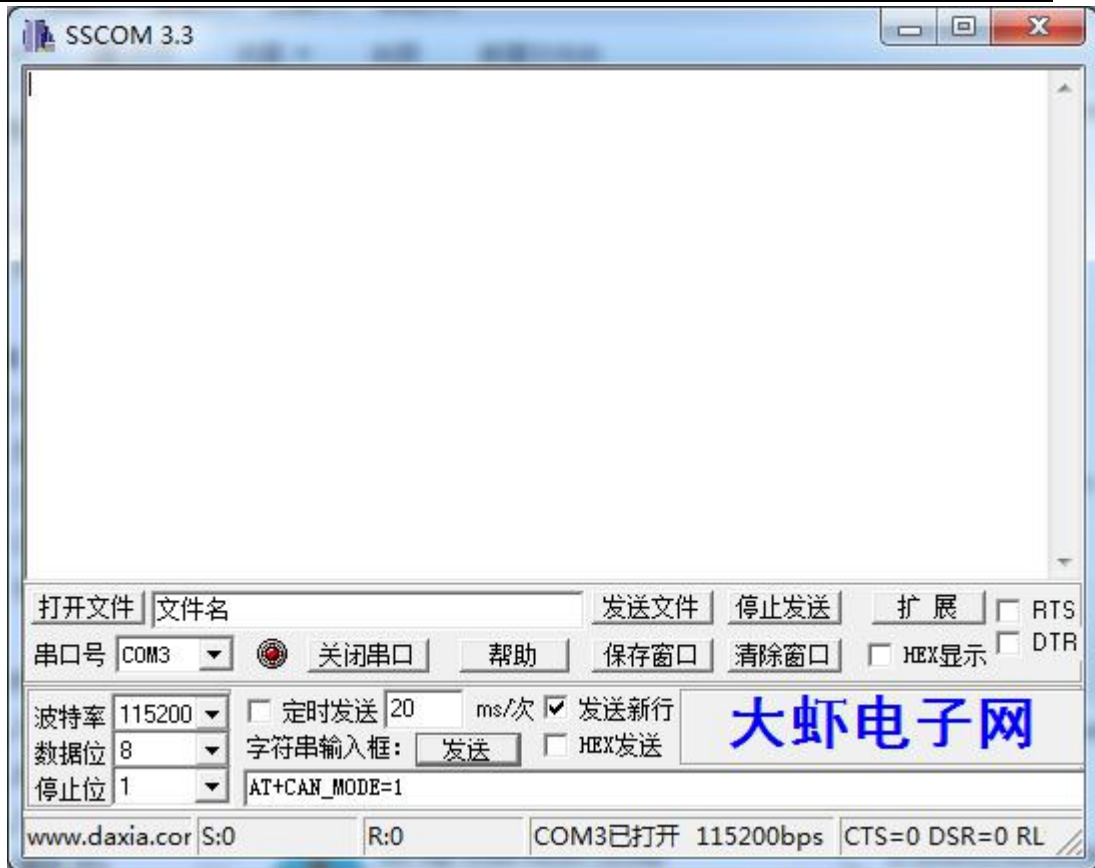 SSCOM 3.3
打开文件 文件名 发送文件 停止发送 扩 展 RTS
串口号 COM3 关闭串口 帮助 保存窗口 清除窗口 HEX显示 DTR
波特率 115200 定时发送 20 ms/次 发送新行 大虾电子网
数据位 8 字符串输入框: 发送 HEX发送
停止位 1 AT+CAN_MODE=1
www.daxia.cor S:0 R:0 COM3已打开 115200bps CTS=0 DSR=0 RL